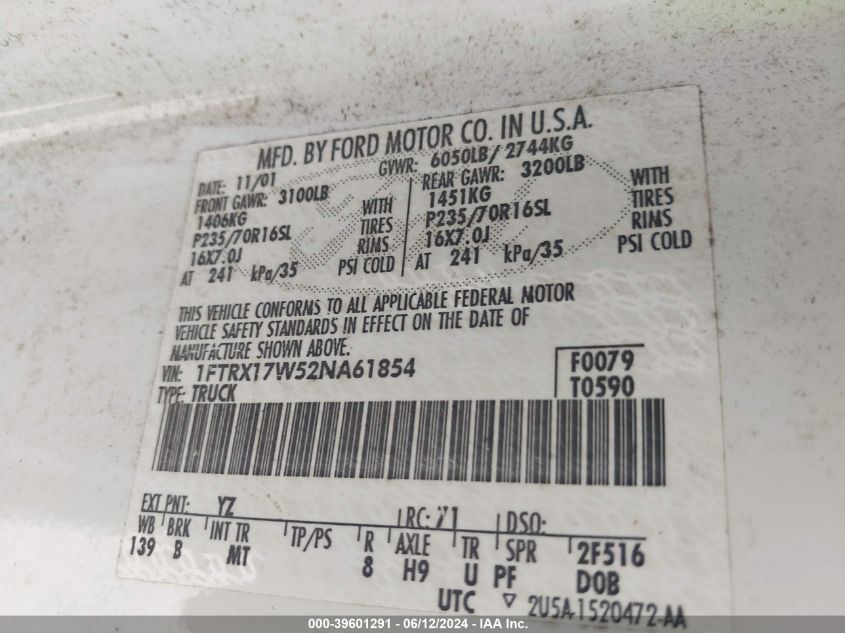 MFD. BY FORD MOTOR CO. IN U.S.A.
DATE: 11/01 GVWR: 6050LB/ 2744KG
FRONT GAWR: 3100LB REAR GAWR: 3200LB
1406KG WITH 1451KG WITH
P235/70R16SL TIRES P235/70R16SL TIRES
16X7.0J RIMS 16X7.0J RIMS
AT 241 kPa/35 PSI COLD AT 241 kPa/35 PSI COLD
THIS VEHICLE CONFORMS TO ALL APPLICABLE FEDERAL MOTOR
VEHICLE SAFETY STANDARDS IN EFFECT ON THE DATE OF
MANUFACTURE SHOWN ABOVE.
VIN: 1FTRX17W52NA61854 F0079
TYPE: TRUCK T0590
EXT PNT: YZ RC: 71 DSO:
WB BRK INT TR TP/PS R AXLE TR SPR 2F516
139 B MT 8 H9 U PF DOB
UTC ▽ 2U5A-1520472-AA
000-39601291 - 06/12/2024 - IAA Inc.